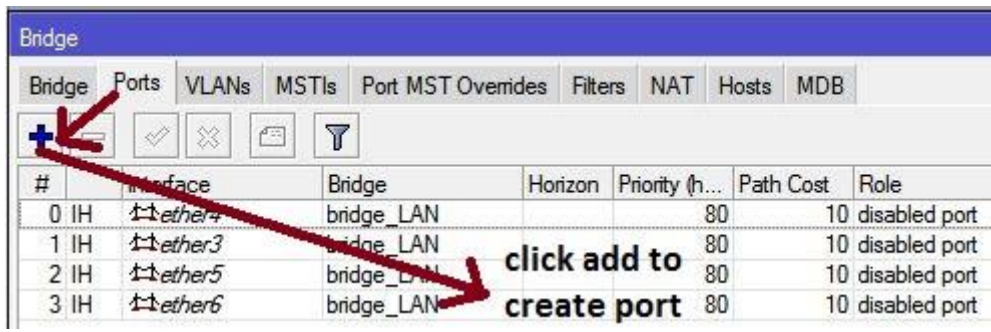 Bridge
Bridge Ports VLANs MSTIs Port MST Overrides Filters NAT Hosts MDB
# Interface Bridge Horizon Priority (h... Path Cost Role
0 IH ether4 bridge_LAN 80 10 disabled port
1 IH ether3 bridge_LAN 80 10 disabled port
2 IH ether5 bridge_LAN 80 10 disabled port
3 IH ether6 bridge_LAN 80 10 disabled port
click add to
create port